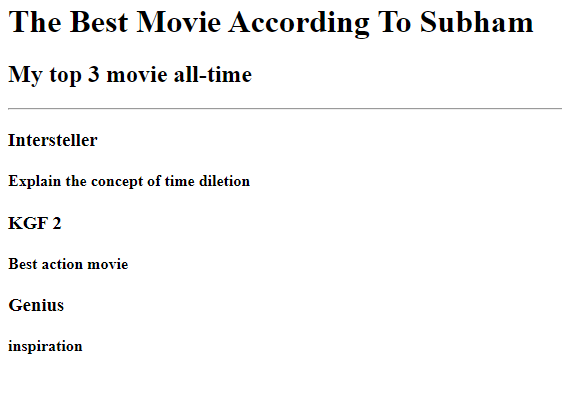 The Best Movie According To Subham
My top 3 movie all-time
Intersteller
Explain the concept of time diletion
KGF 2
Best action movie
Genius
inspiration